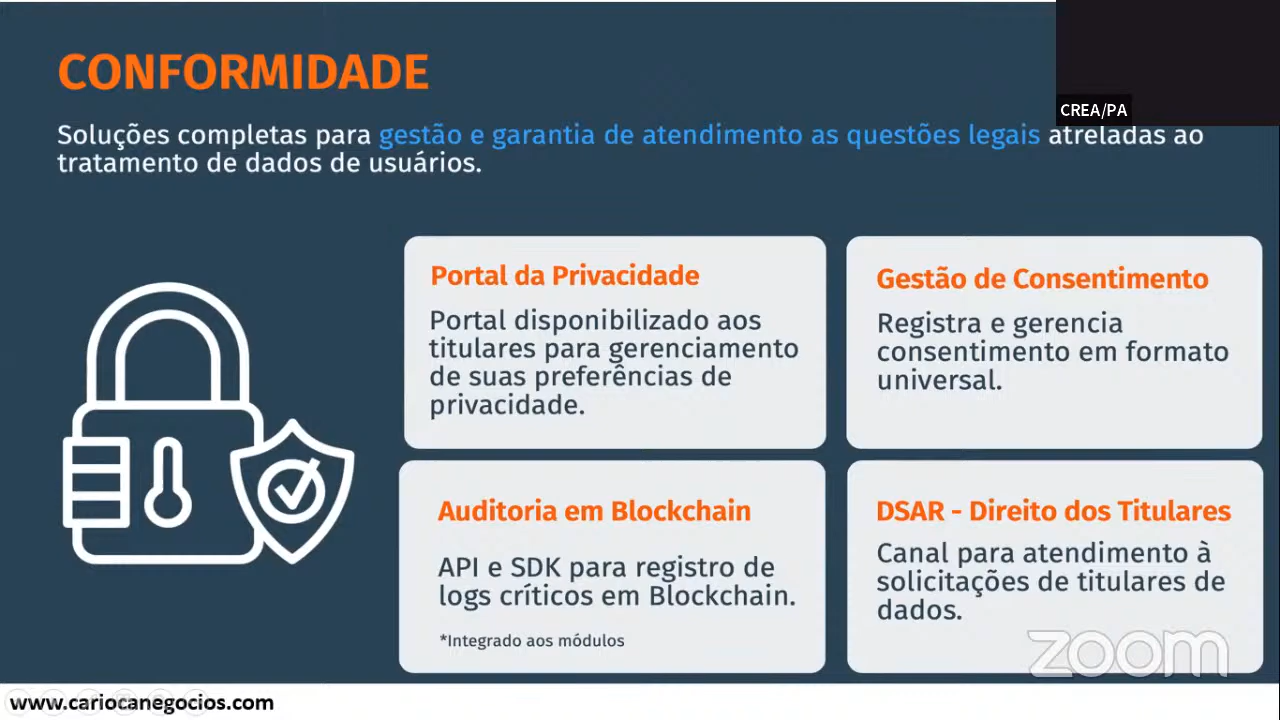 CONFORMIDADE
CREA/PA
Soluções completas para gestão e garantia de atendimento as questões legais atreladas ao
tratamento de dados de usuários.
Portal da Privacidade
Portal disponibilizado aos
titulares para gerenciamento
de suas preferências de
privacidade.
Gestão de Consentimento
Registra e gerencia
consentimento em formato
universal.
Auditoria em Blockchain
API e SDK para registro de
logs críticos em Blockchain.
*Integrado aos módulos
DSAR - Direito dos Titulares
Canal para atendimento à
solicitações de titulares de
dados.
zoom
www.cariocanegocios.com